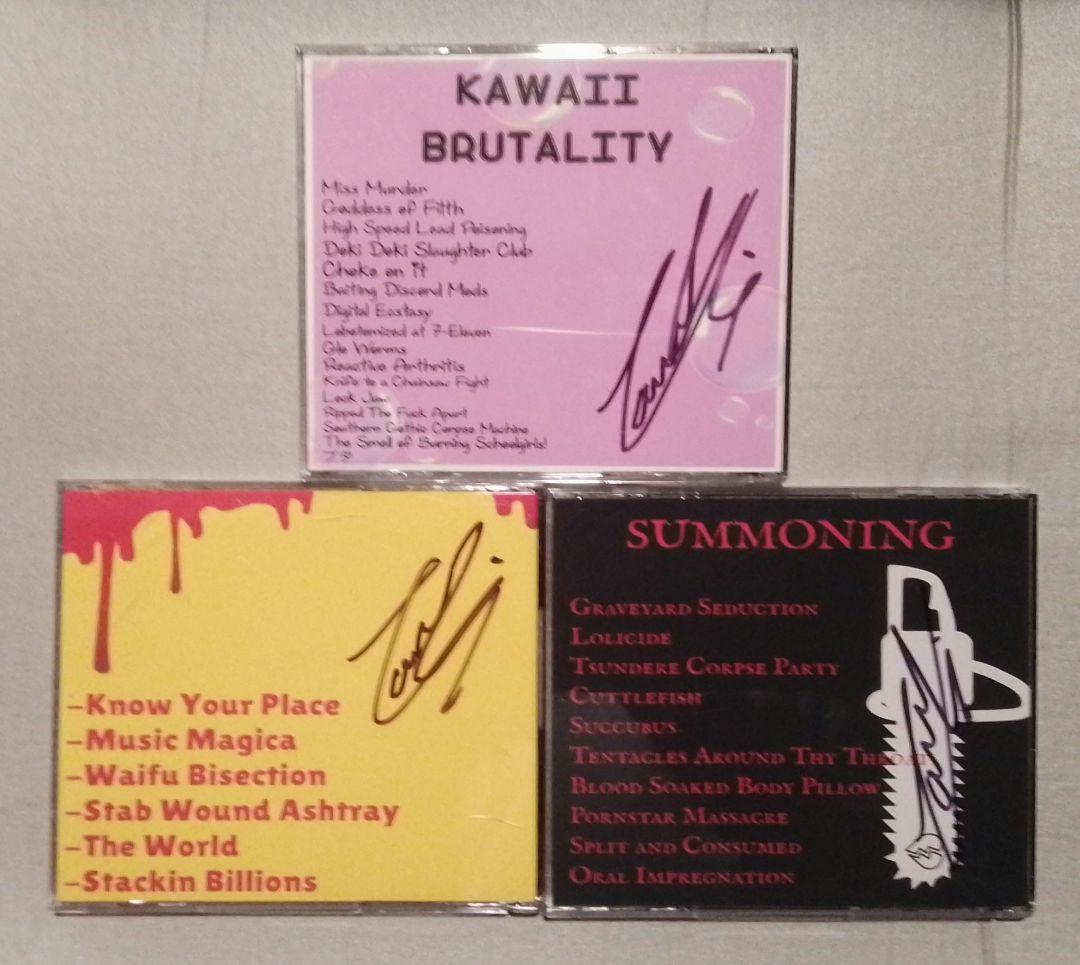 KAWAII
BRUTALITY
Miss Murder
Goddess of Filth
High Speed Lead Poisoning
Doki Doki Slaughter Club
Choke on it
Baiting Discord Mods
Digital Ecstasy
Lobotomized at 7-Eleven
Glo Worms
Reactive Arthritis
Knife to a Chainsaw Fight
Lock Jaw
Ripped The Fuck Apart
Southern Gothic Corpse Machine
The Smell of Burning Schoolgirls!
-Know Your Place
-Music Magica
-Waifu Bisection
-Stab Wound Ashtray
-The World
-Stackin Billions
SUMMONING
Graveyard Seduction
Lolicide
Tsundere Corpse Party
Cuttlefish
Succubus
Tentacles Around Thy Throat
Blood Soaked Body Pillow
Pornstar Massacre
Split and Consumed
Oral Impregnation